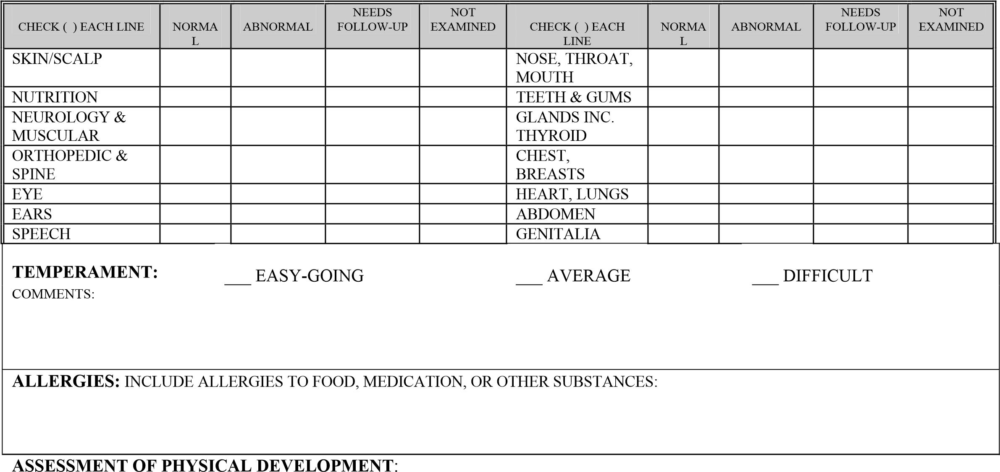 CHECK ( ) EACH LINE
NORMA
L
ABNORMAL
NEEDS
FOLLOW-UP
NOT
EXAMINED
CHECK ( ) EACH
LINE
NORMA
L
ABNORMAL
NEEDS
FOLLOW-UP
NOT
EXAMINED
SKIN/SCALP
NOSE, THROAT,
MOUTH
NUTRITION
TEETH & GUMS
NEUROLOGY &
MUSCULAR
GLANDS INC.
THYROID
ORTHOPEDIC &
SPINE
CHEST,
BREASTS
EYE
HEART, LUNGS
EARS
ABDOMEN
SPEECH
GENITALIA
TEMPERAMENT: ___ EASY-GOING ___ AVERAGE ___ DIFFICULT
COMMENTS:
ALLERGIES: INCLUDE ALLERGIES TO FOOD, MEDICATION, OR OTHER SUBSTANCES:
ASSESSMENT OF PHYSICAL DEVELOPMENT: